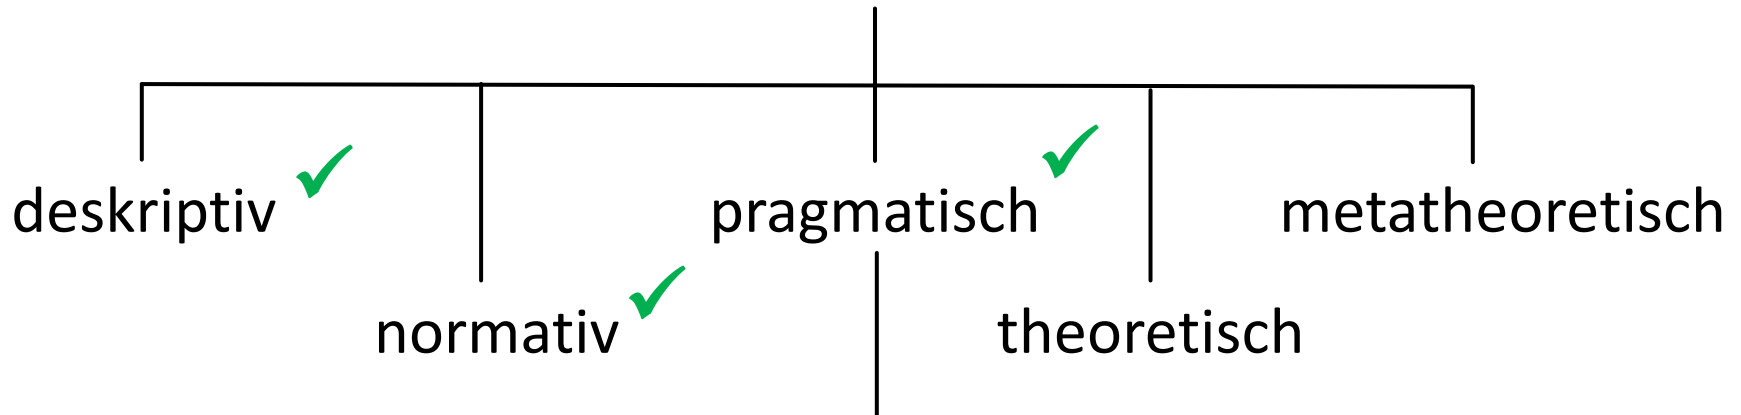 deskriptiv
pragmatisch
metatheoretisch
normativ
theoretisch